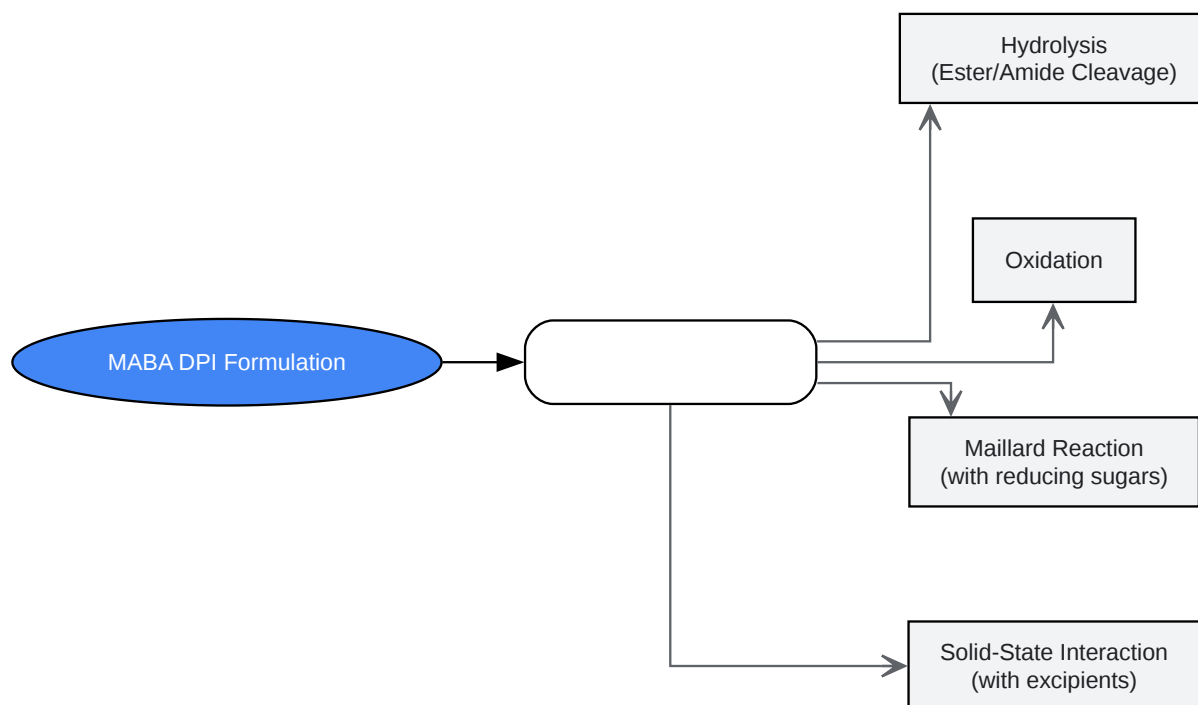 Hydrolysis
(Ester/Amide Cleavage)
Oxidation
MABA DPI Formulation
Maillard Reaction
(with reducing sugars)
Solid-State Interaction
(with excipients)